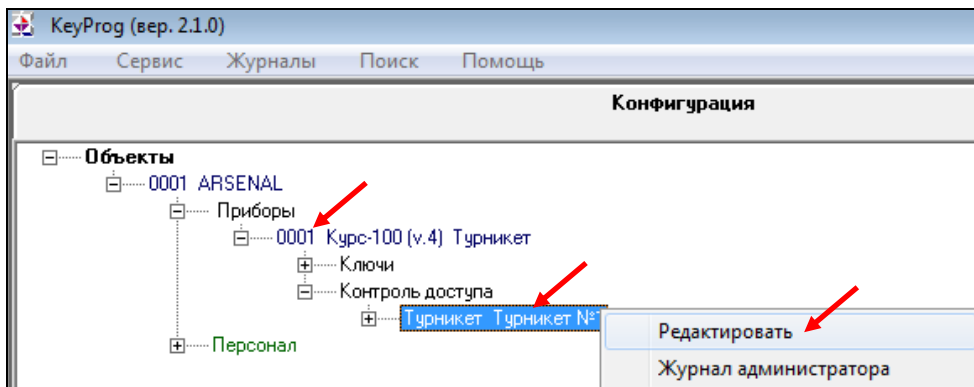 KeyProg (вер. 2.1.0)
Файл Сервис Журналы Поиск Помощь
Конфигурация
Объекты
0001 ARSENAL
Приборы
0001 Курс-100 (v.4) Турникет
Ключи
Контроль доступа
Турникет Турникет №
Редактировать
Персонал
Журнал администратора